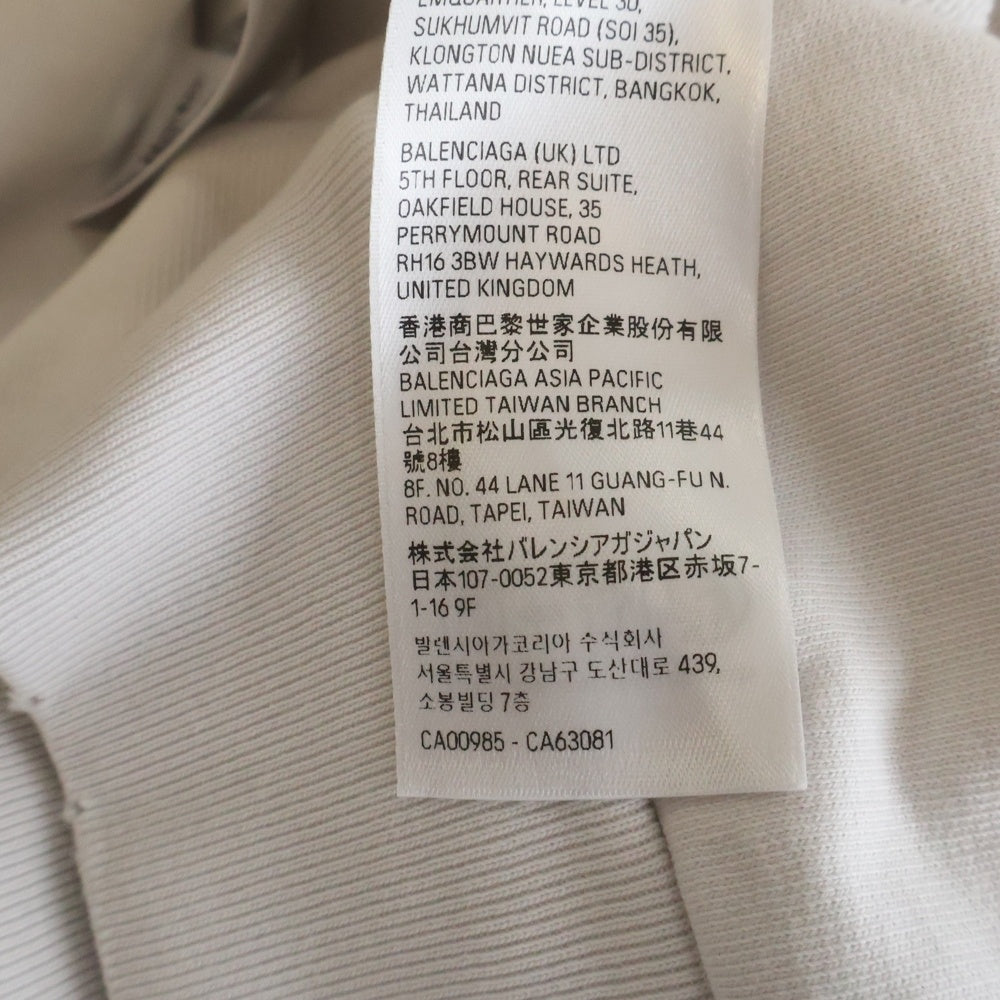 EMQUARTIER, LEVEL 30,
SUKHUMVIT ROAD (SOI 35),
KLONGTON NUEA SUB-DISTRICT,
WATTANA DISTRICT, BANGKOK,
THAILAND
BALENCIAGA (UK) LTD
5TH FLOOR, REAR SUITE,
OAKFIELD HOUSE, 35
PERRYMOUNT ROAD
RH16 3BW HAYWARDS HEATH,
UNITED KINGDOM
香港商巴黎世家企業股份有限
公司台灣分公司
BALENCIAGA ASIA PACIFIC
LIMITED TAIWAN BRANCH
台北市松山區光復北路11巷44
號8樓
8F. NO. 44 LANE 11 GUANG-FU N.
ROAD, TAPEI, TAIWAN
株式会社バレンシアガジャパン
日本107-0052東京都港区赤坂7-
1-16 9F
발렌시아가코리아 수식회사
서울특별시 강남구 도산대로 439,
소봉빌딩 7층
CA00985 - CA63081